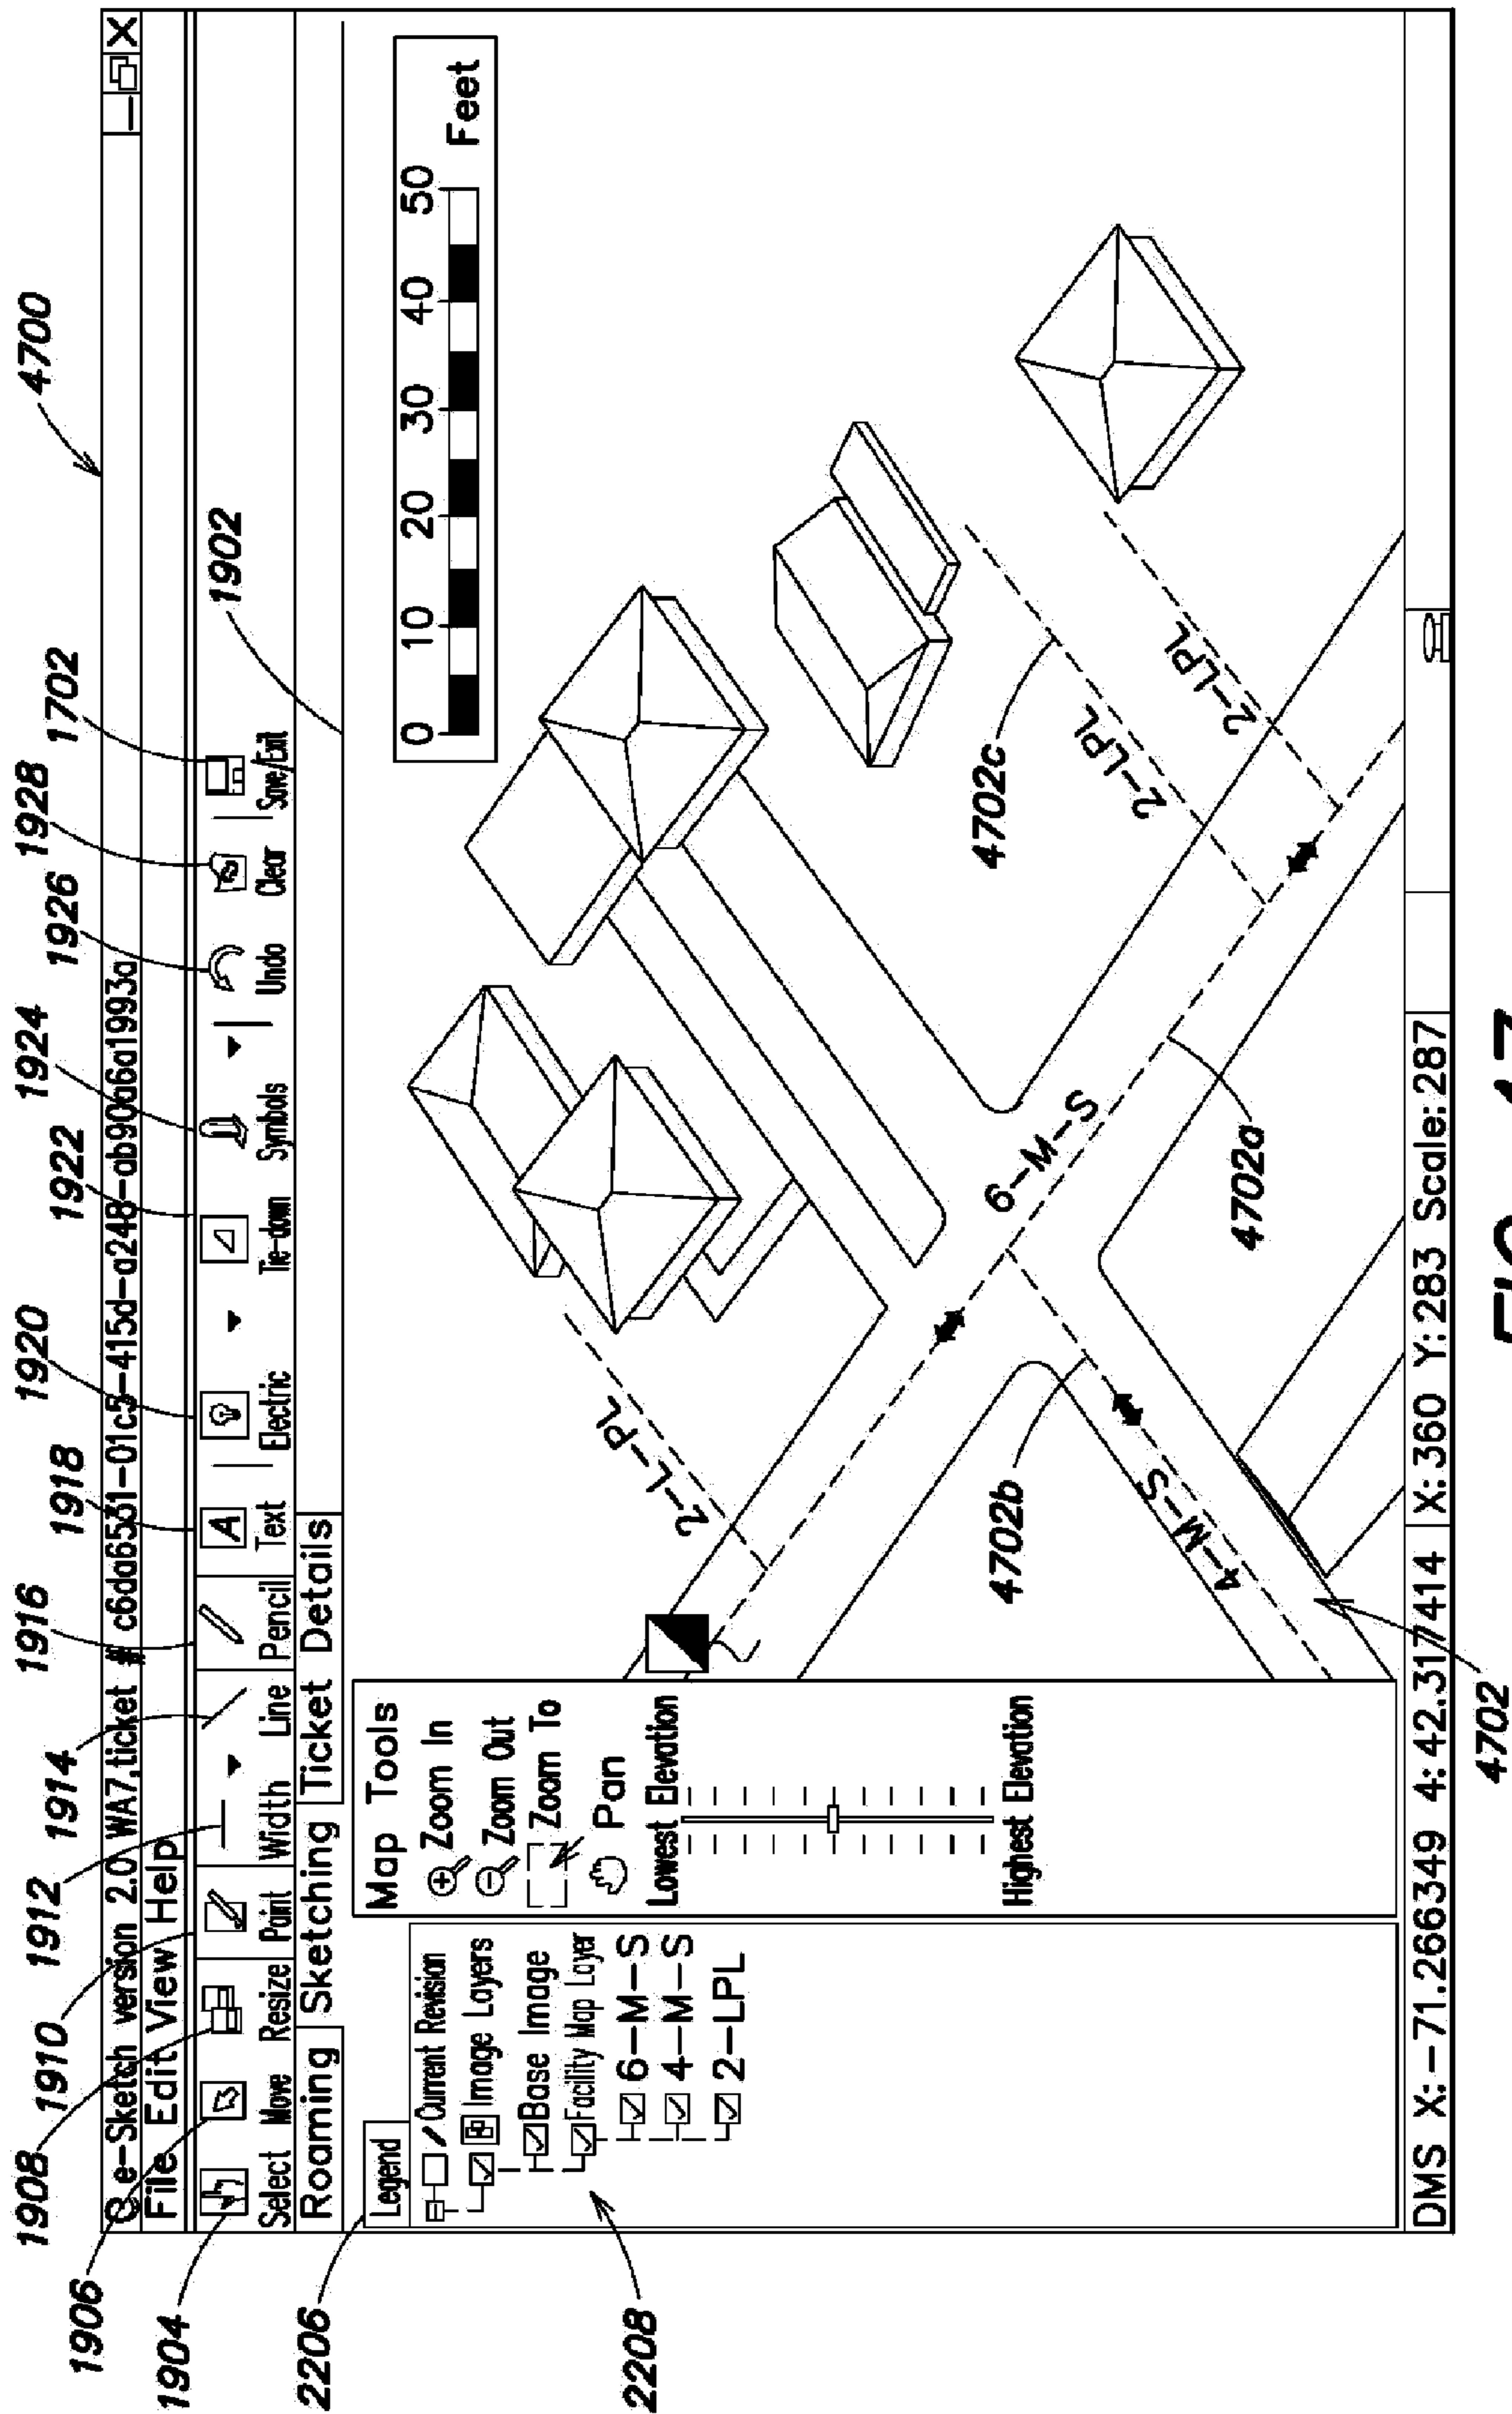 4700
1908 1910 1912 1914 1916 1918 1920 1922 1924 1926 1928 1702
1906
1904
1902
e-Sketch version 2.0 WA7,ticket # c6da6531-01c5-415d-a248-ab90a6a1993a
File Edit View Help
Select Move Resize Paint Width Line Pencil Text Electric Tie-down Symbols Undo Clear Save/Exit
Roaming Sketching Ticket Details
2206
Legend
Current Revision
Image Layers
Base Image
Facility Map Layer
6-M-S
4-M-S
2-LPL
2208
Map Tools
Zoom In
Zoom Out
Zoom To
Pan
Lowest Elevation
Highest Elevation
0 10 20 30 40 50
Feet
2-L-PL
6-M-S
4-M-S
2-LPL
2-LPL
4702c
4702b
4702a
DMS X:-71.266349 4:42.317414 X:360 Y:283 Scale:287
4702